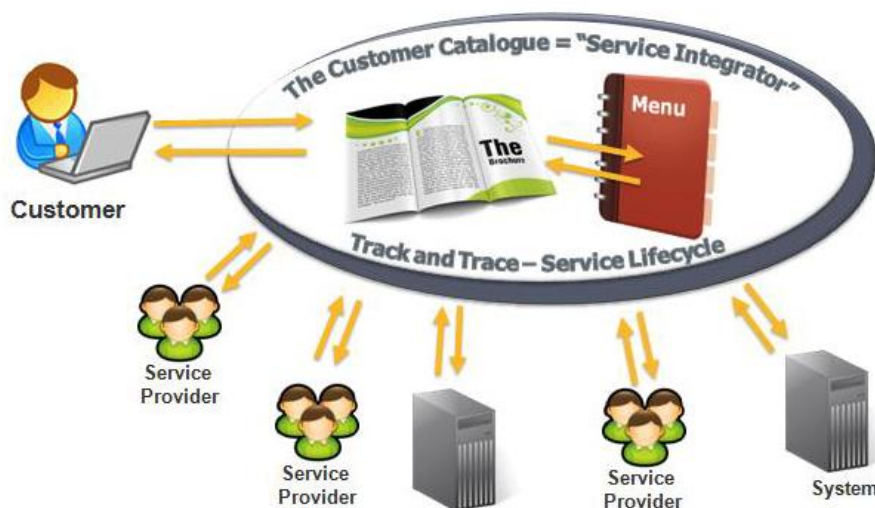 The Customer Catalogue = “Service Integrator”
Menu
The
Brochure
Customer
Track and Trace – Service Lifecycle
Service
Provider
Service
Provider
Service
Provider
System